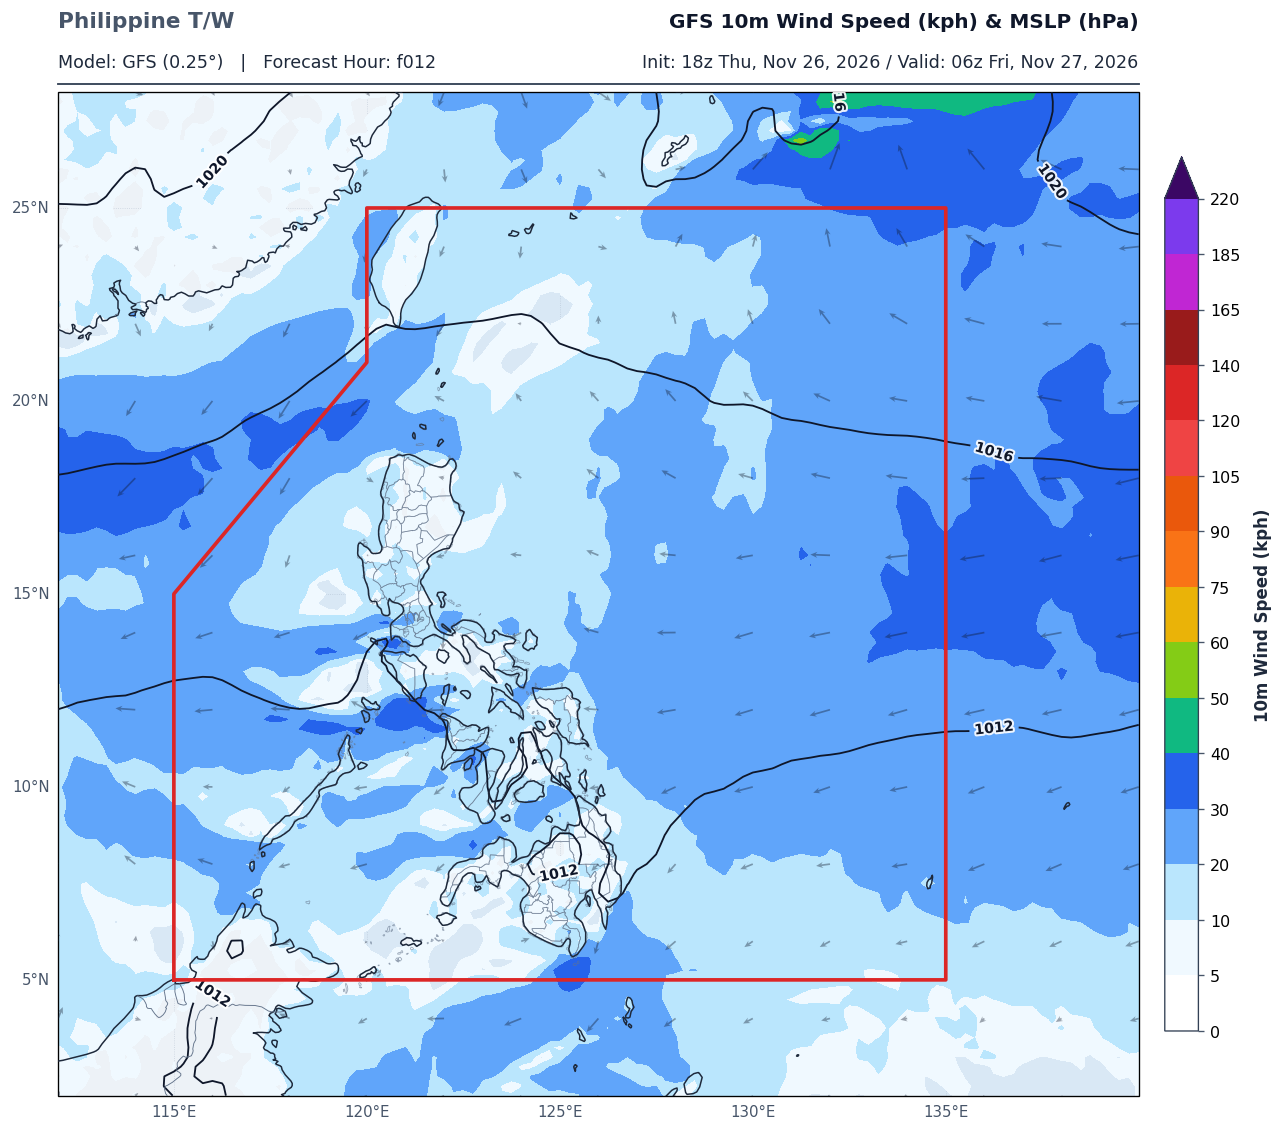 Philippine T/W
GFS 10m Wind Speed (kph) & MSLP (hPa)
Model: GFS (0.25°) | Forecast Hour: f012
Init: 18z Thu, Nov 26, 2026 / Valid: 06z Fri, Nov 27, 2026
16
1020
1020
1016
1012
1012
1012
25°N
20°N
15°N
10°N
5°N
115°E
120°E
125°E
130°E
135°E
220
185
165
140
120
105
90
75
60
50
40
30
20
10
5
0
10m Wind Speed (kph)